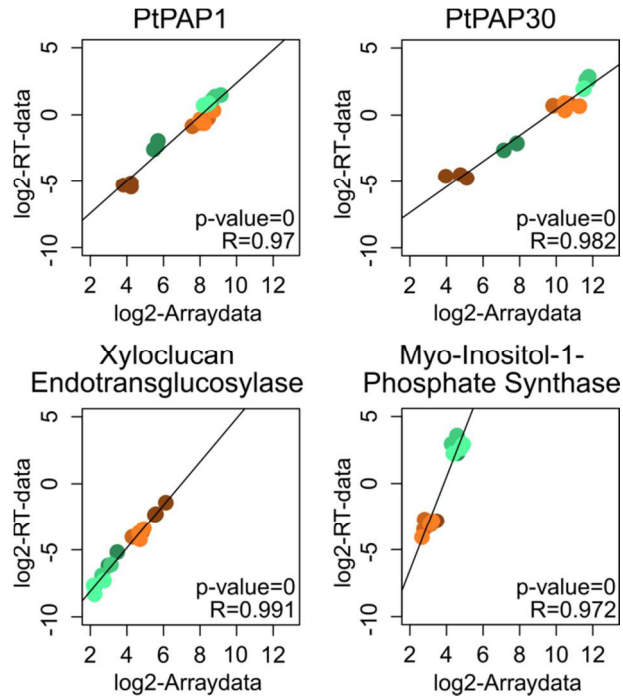 PtPAP1
5
0
-5
-10
log2-RT-data
p-value=0
R=0.97
2 4 6 8 10 12
log2-Arraydata
PtPAP30
5
0
-5
-10
log2-RT-data
p-value=0
R=0.982
2 4 6 8 10 12
log2-Arraydata
Xyloclucan
Endotransglucosylase
5
0
-5
-10
log2-RT-data
p-value=0
R=0.991
2 4 6 8 10 12
log2-Arraydata
Myo-Inositol-1-
Phosphate Synthase
5
0
-5
-10
log2-RT-data
p-value=0
R=0.972
2 4 6 8 10 12
log2-Arraydata